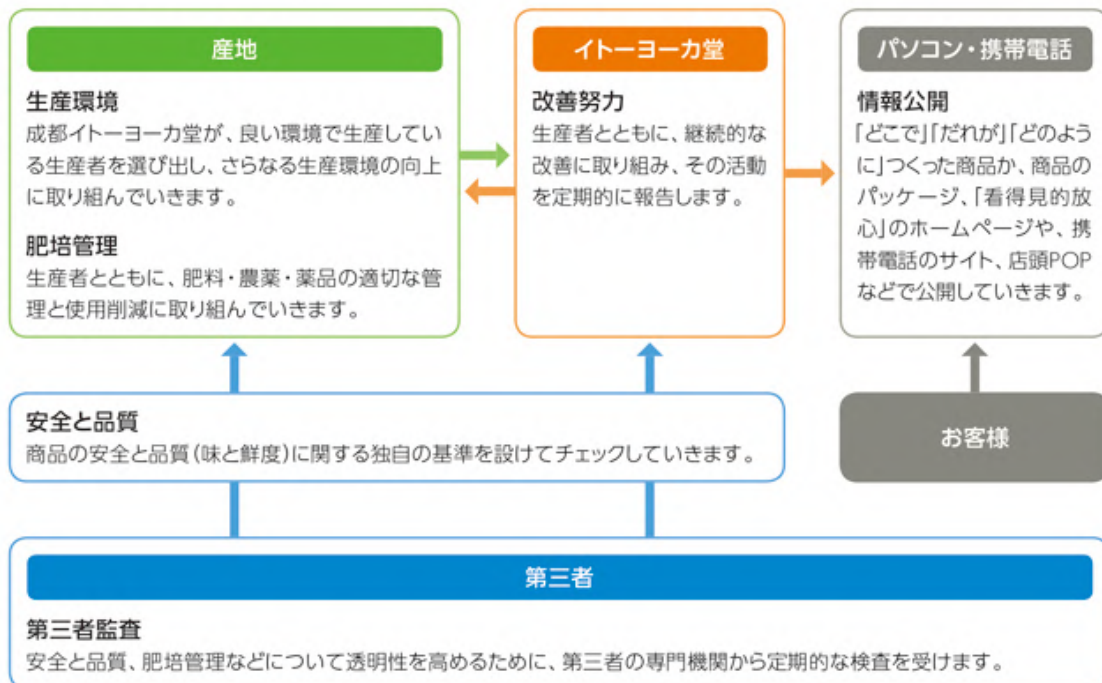 産地
生産環境
成都イトーヨーカ堂が、良い環境で生産してい
る生産者を選び出し、さらなる生産環境の向上
に取り組んでいきます。
肥培管理
生産者とともに、肥料・農薬・薬品の適切な管
理と使用削減に取り組んでいきます。
イトーヨーカ堂
改善努力
生産者とともに、継続的な
改善に取り組み、その活動
を定期的に報告します。
パソコン・携帯電話
情報公開
「どこで」「だれが」「どのよう
に」つくった商品か、商品の
パッケージ、「看得見的放
心」のホームページや、携
帯電話のサイト、店頭POP
などで公開していきます。
安全と品質
商品の安全と品質(味と鮮度)に関する独自の基準を設けてチェックしていきます。
お客様
第三者
第三者監査
安全と品質、肥培管理などについて透明性を高めるために、第三者の専門機関から定期的な検査を受けます。